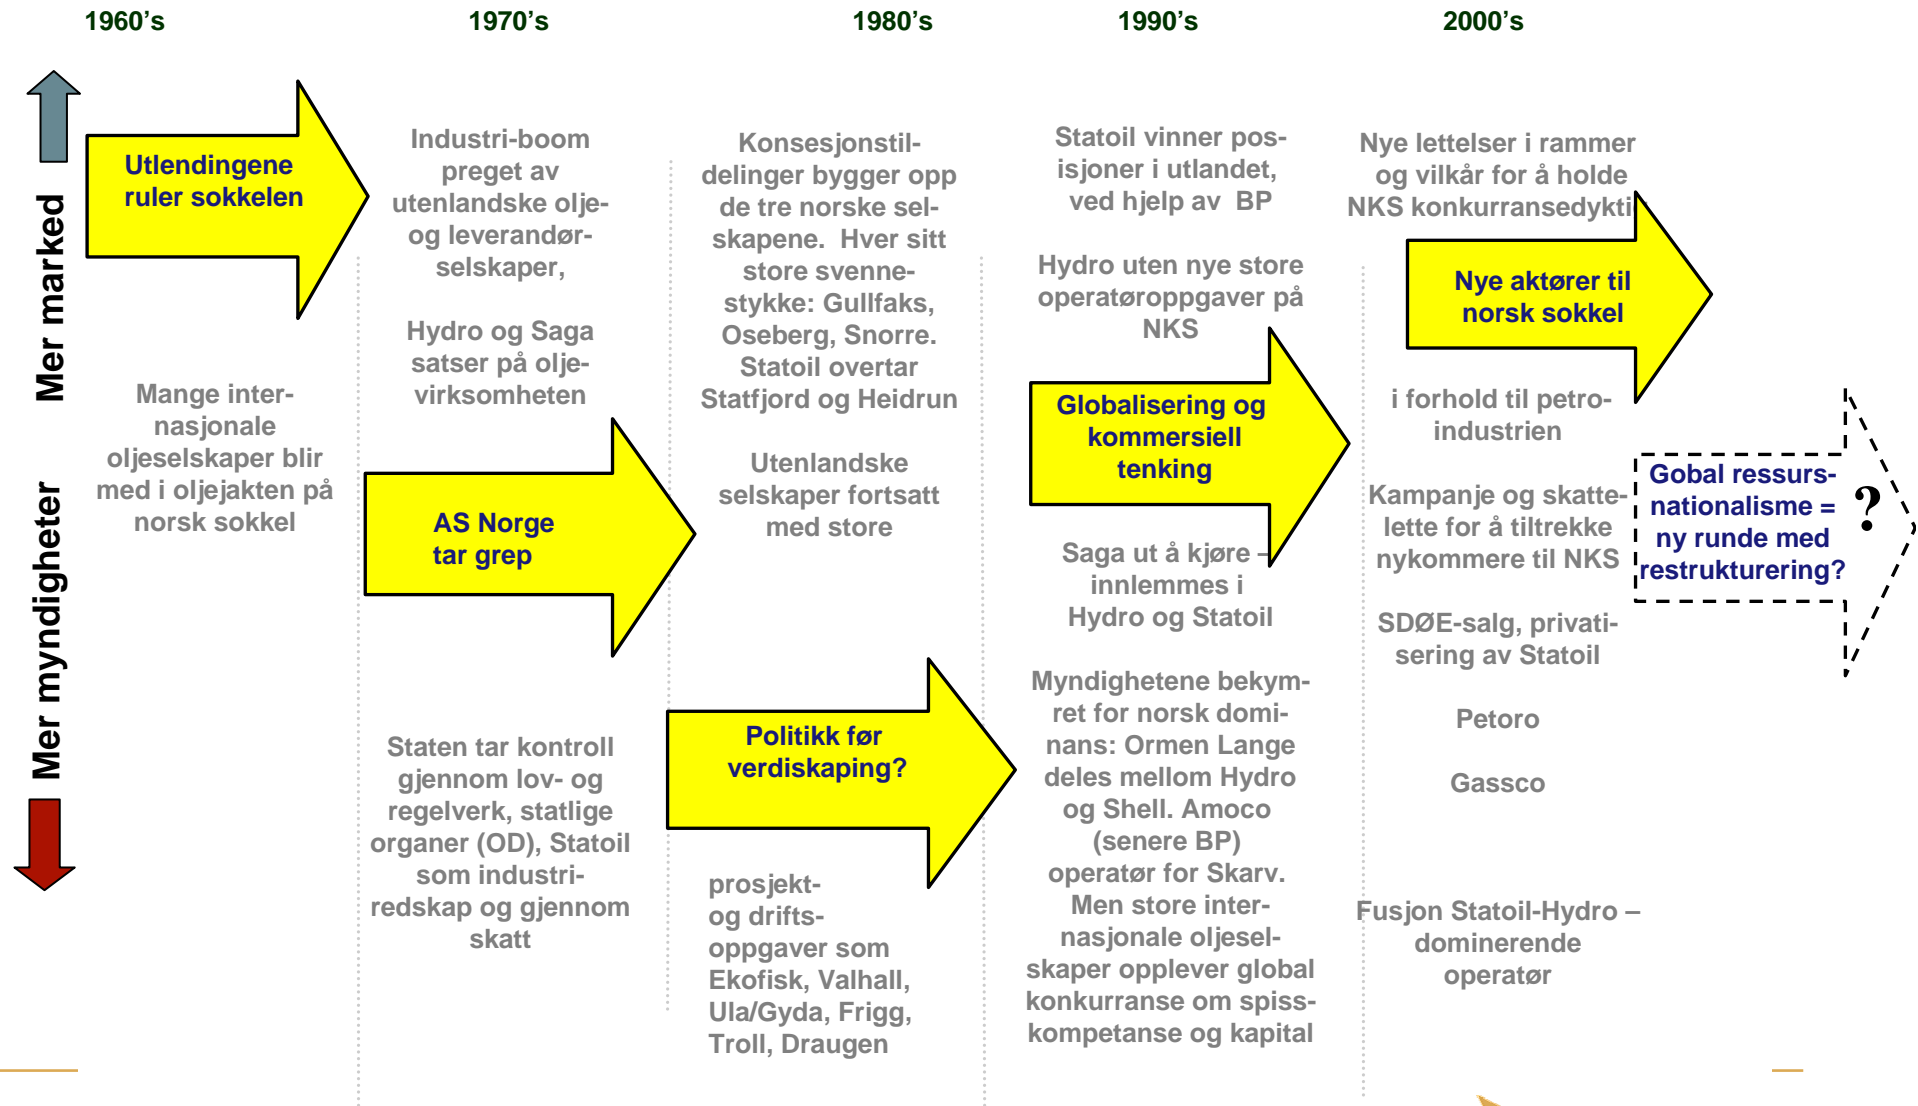 1960’s
1970’s
1980’s
1990’s
2000’s
Mer marked
Mer myndigheter
Utlendingene
ruler sokkelen
Mange inter-
nasjonale
oljeselskaper blir
med i oljejakten på
norsk sokkel
Industri-boom
preget av
utenlandske olje-
og leverandør-
selskaper,
Hydro og Saga
satser på olje-
virksomheten
AS Norge
tar grep
Staten tar kontroll
gjennom lov- og
regelverk, statlige
organer (OD), Statoil
som industri-
redskap og gjennom
skatt
Konsesjonstil-
delinger bygger opp
de tre norske sel-
skapene.  Hver sitt
store svenne-
stykke: Gullfaks,
Oseberg, Snorre.
Statoil overtar
Statfjord og Heidrun
Utenlandske
selskaper fortsatt
med store
Politikk før
verdiskaping?
prosjekt-
og drifts-
oppgaver som
Ekofisk, Valhall,
Ula/Gyda, Frigg,
Troll, Draugen
Statoil vinner pos-
isjoner i utlandet,
ved hjelp av  BP
Hydro uten nye store
operatøroppgaver på
NKS
Globalisering og
kommersiell
tenking
Saga ut å kjøre –
innlemmes i
Hydro og Statoil
Myndighetene bekym-
ret for norsk domi-
nans: Ormen Lange
deles mellom Hydro
og Shell. Amoco
(senere BP)
operatør for Skarv.
Men store inter-
nasjonale oljesel-
skaper opplever global
konkurranse om spiss-
kompetanse og kapital
Nye lettelser i rammer
og vilkår for å holde
NKS konkurransedykti
Nye aktører til
norsk sokkel
i forhold til petro-
industrien
Kampanje og skatte-
lette for å tiltrekke
nykommere til NKS
SDØE-salg, privati-
sering av Statoil
Petoro
Gassco
Fusjon Statoil-Hydro –
dominerende
operatør
Gobal ressurs-
nasjonalisme =
ny runde med
restrukturering?
?